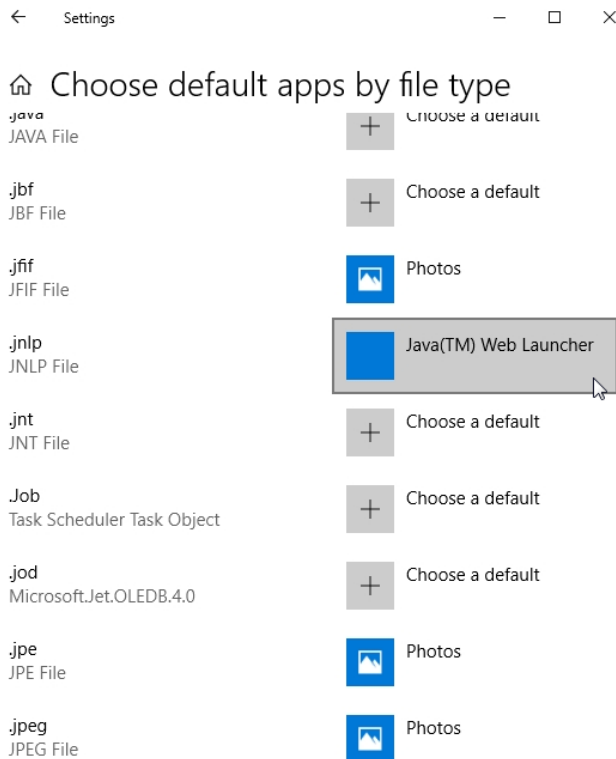 Settings
Choose default apps by file type
.java
JAVA File
Choose a default
.jbf
JBF File
Choose a default
.jfif
JFIF File
Photos
.jnlp
JNLP File
Java(TM) Web Launcher
.jnt
JNT File
Choose a default
.Job
Task Scheduler Task Object
Choose a default
.jod
Microsoft.Jet.OLEDB.4.0
Choose a default
.jpe
JPE File
Photos
.jpeg
JPEG File
Photos